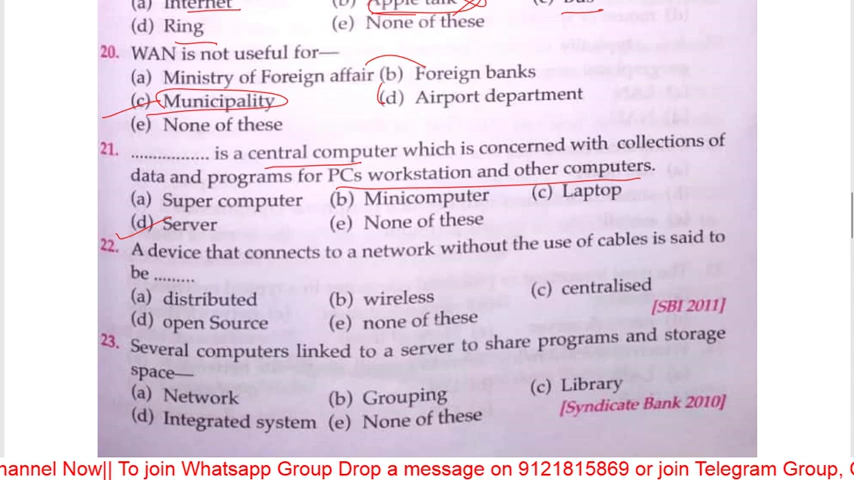 (a) Internet (b) Apple talk
(d) Ring (e) None of these
20. WAN is not useful for—
(a) Ministry of Foreign affair (b) Foreign banks
(c) Municipality (d) Airport department
(e) None of these
21. ................. is a central computer which is concerned with collections of
data and programs for PCs workstation and other computers.
(a) Super computer (b) Minicomputer (c) Laptop
(d) Server (e) None of these
22. A device that connects to a network without the use of cables is said to
be .........
(a) distributed (b) wireless (c) centralised
(d) open Source (e) none of these [SBI 2011]
23. Several computers linked to a server to share programs and storage
space—
(a) Network (b) Grouping (c) Library
(d) Integrated system (e) None of these [Syndicate Bank 2010]
hannel Now|| To join Whatsapp Group Drop a message on 9121815869 or join Telegram Group,